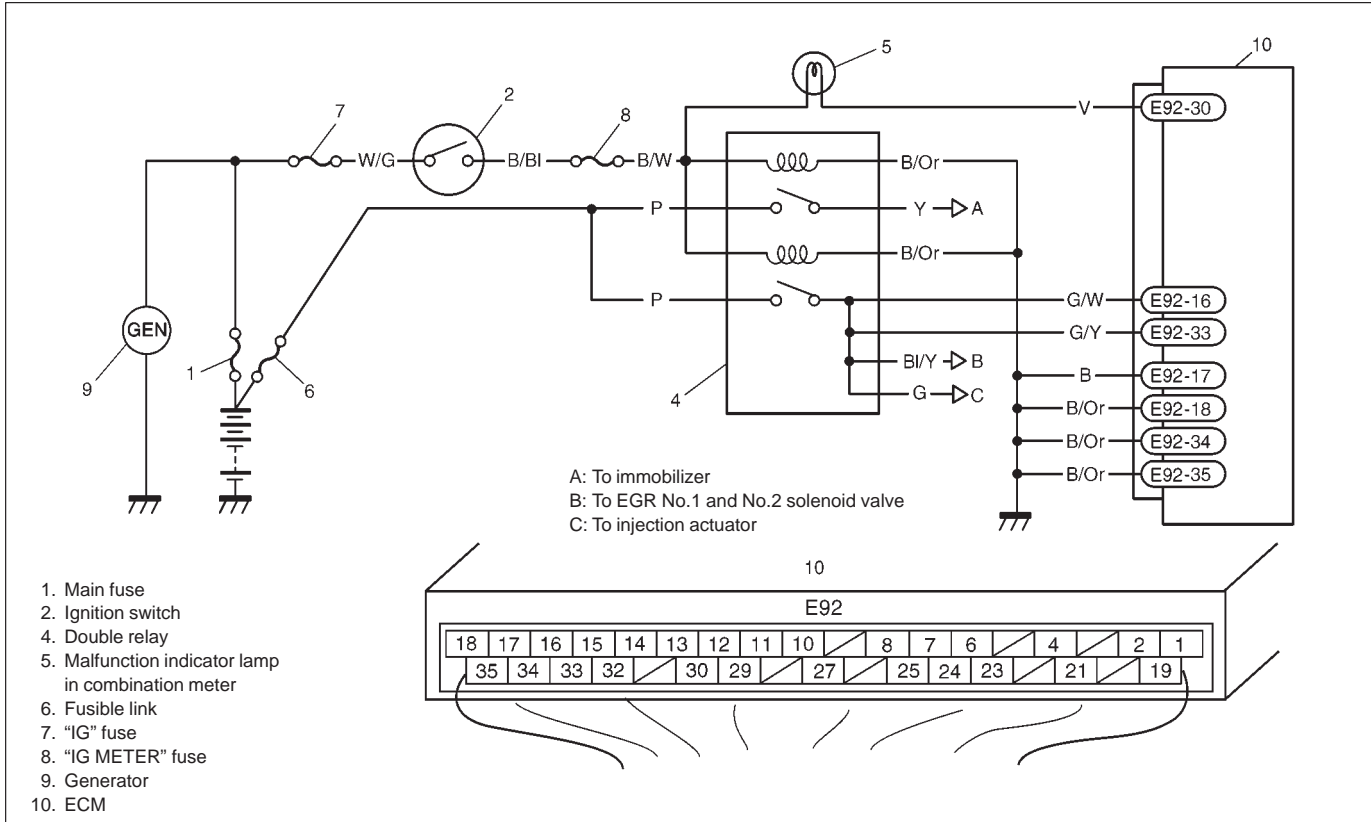 5
10
2
7
8
V
E92-30
W/G
B/Bl
B/W
B/Or
P
Y
A
B/Or
P
G/W
E92-16
GEN
G/Y
E92-33
9
1
6
4
Bl/Y
B
B
E92-17
G
C
B/Or
E92-18
B/Or
E92-34
B/Or
E92-35
A: To immobilizer
B: To EGR No.1 and No.2 solenoid valve
C: To injection actuator
1. Main fuse
2. Ignition switch
4. Double relay
5. Malfunction indicator lamp
in combination meter
6. Fusible link
7. “IG” fuse
8. “IG METER” fuse
9. Generator
10. ECM
10
E92
18 17 16 15 14 13 12 11 10 8 7 6 4 2 1
35 34 33 32 30 29 27 25 24 23 21 19